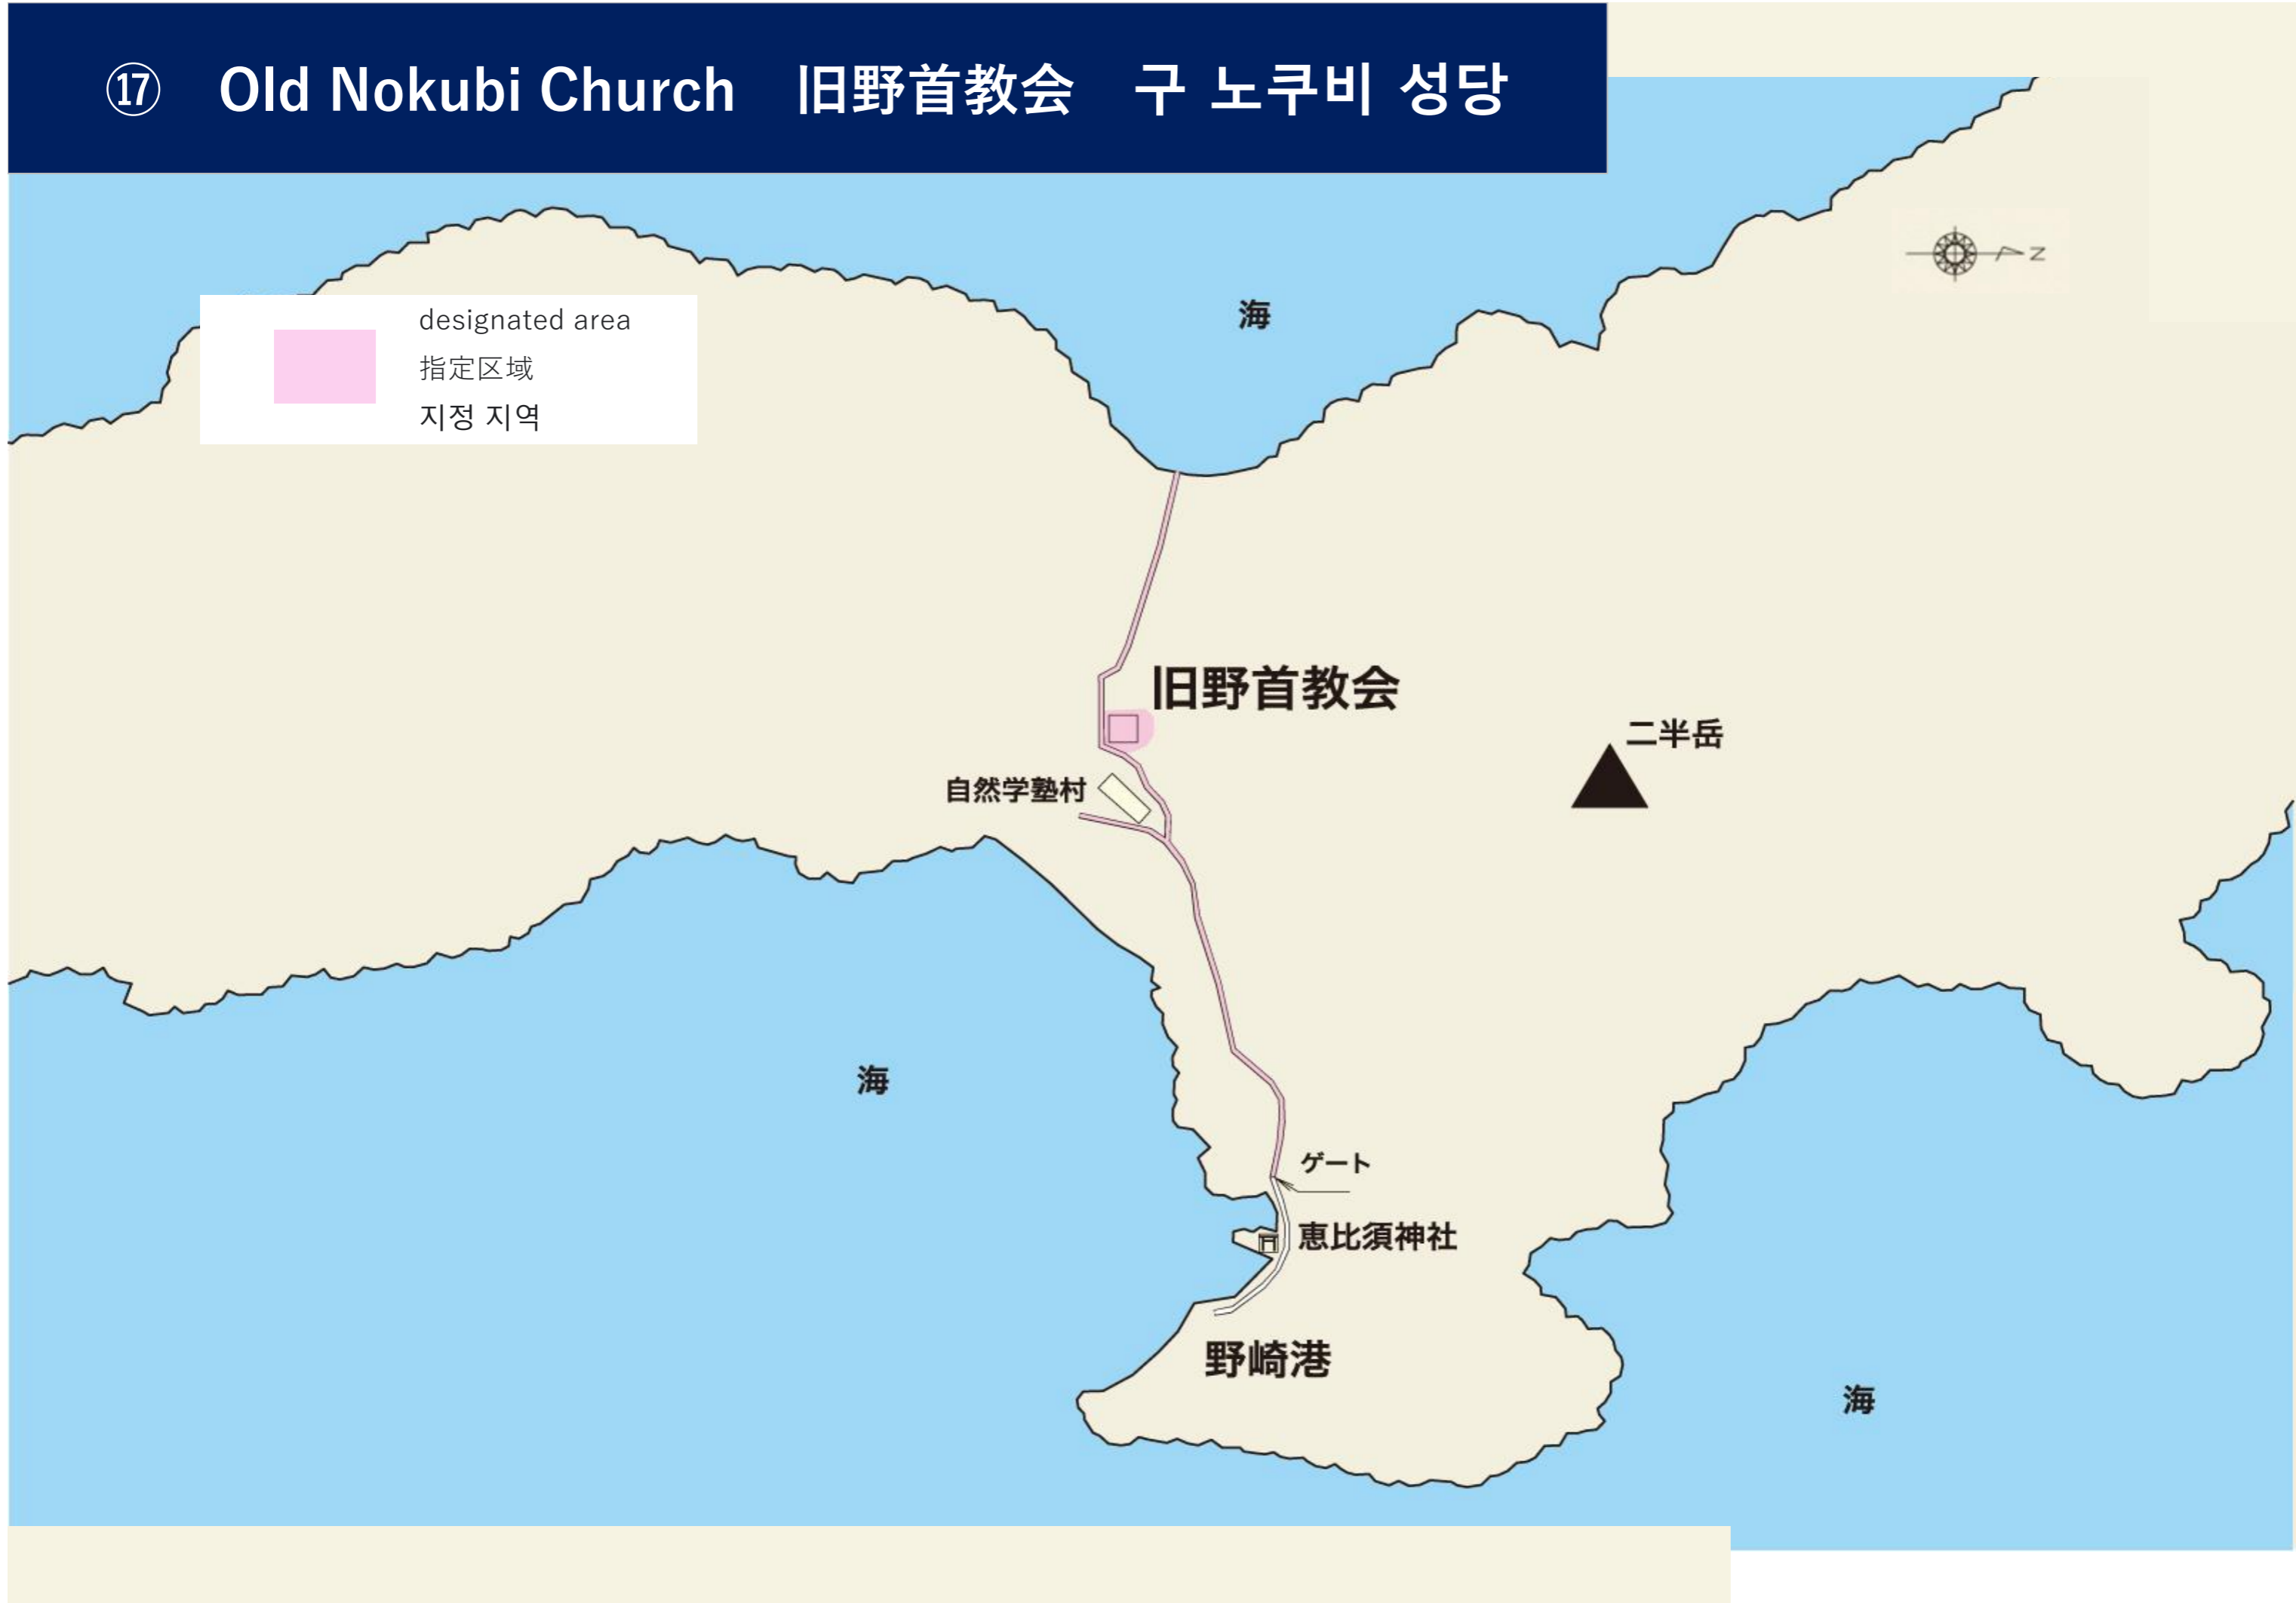 ⑰ Old Nokubi Church 旧野首教会 구 노쿠비 성당
designated area
指定区域
지정 지역
N
海
旧野首教会
二半岳
自然学塾村
海
ゲート
恵比須神社
野崎港
海